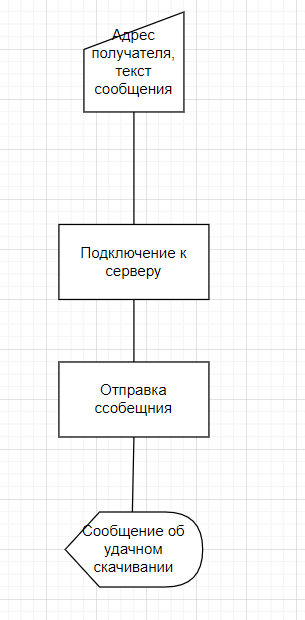 Адрес
получателя,
текст
сообщения
Подключение к
серверу
Отправка
ссобещния
Сообщение об
удачном
скачивании